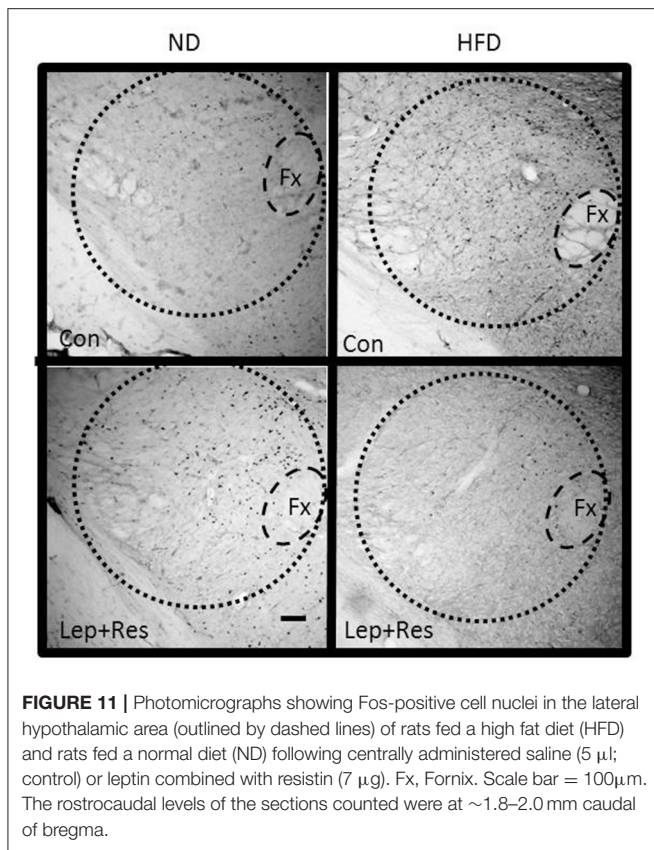 ND HFD
Fx Fx
Con Con
Fx Fx
Lep+Res Lep+Res
FIGURE 11 | Photomicrographs showing Fos-positive cell nuclei in the lateral
hypothalamic area (outlined by dashed lines) of rats fed a high fat diet (HFD)
and rats fed a normal diet (ND) following centrally administered saline (5 μl;
control) or leptin combined with resistin (7 μg). Fx, Fornix. Scale bar = 100μm.
The rostrocaudal levels of the sections counted were at ~1.8–2.0 mm caudal
of bregma.